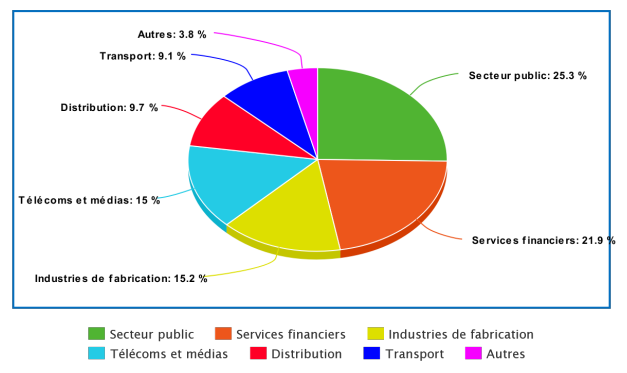 Autres: 3.8 %
Transport: 9.1 %
Secteur public: 25.3 %
Distribution: 9.7 %
Télécoms et médias: 15 %
Services financiers: 21.9 %
Industries de fabrication: 15.2 %
Secteur public Services financiers Industries de fabrication
Télécoms et médias Distribution Transport Autres